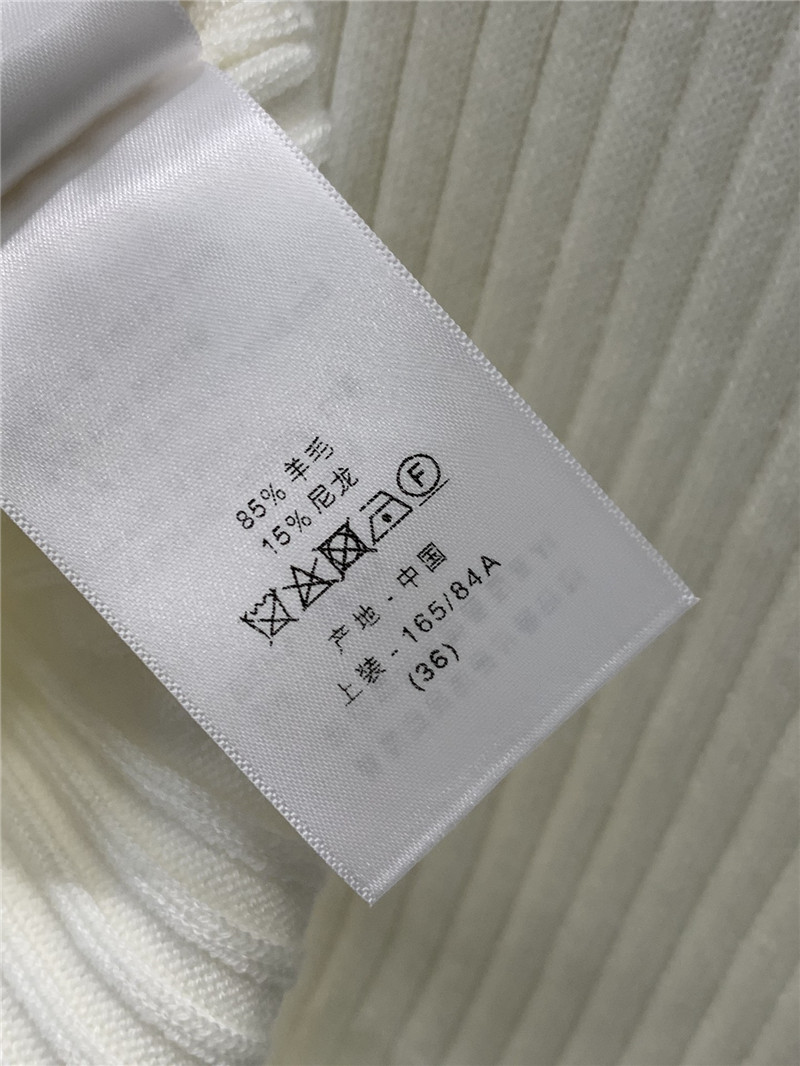 85% 羊毛
15% 尼龙
F
产地 - 中国
上装 - 165/84A
(36)